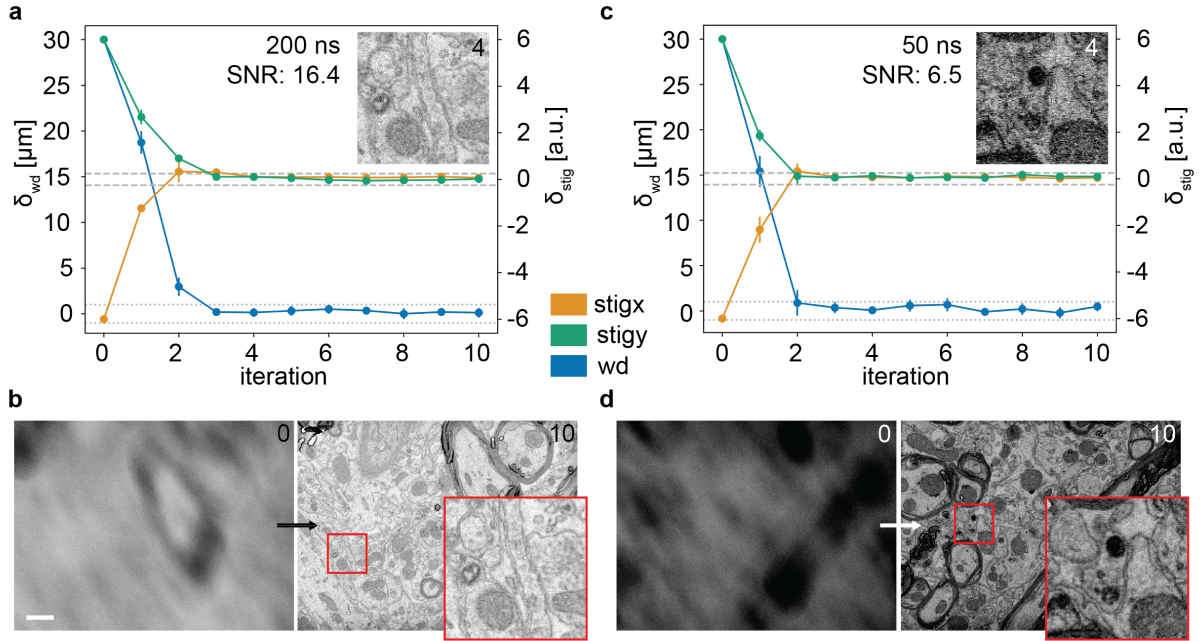 a
200 ns
SNR: 16.4
4
30
25
20
15
10
5
0
δwd [µm]
6
4
2
0
-2
-4
-6
δstig [a.u.]
0 2 4 6 8 10
iteration
stigx
stigy
wd
c
50 ns
SNR: 6.5
4
30
25
20
15
10
5
0
δwd [µm]
6
4
2
0
-2
-4
-6
δstig [a.u.]
0 2 4 6 8 10
iteration
b
0
10
d
0
10